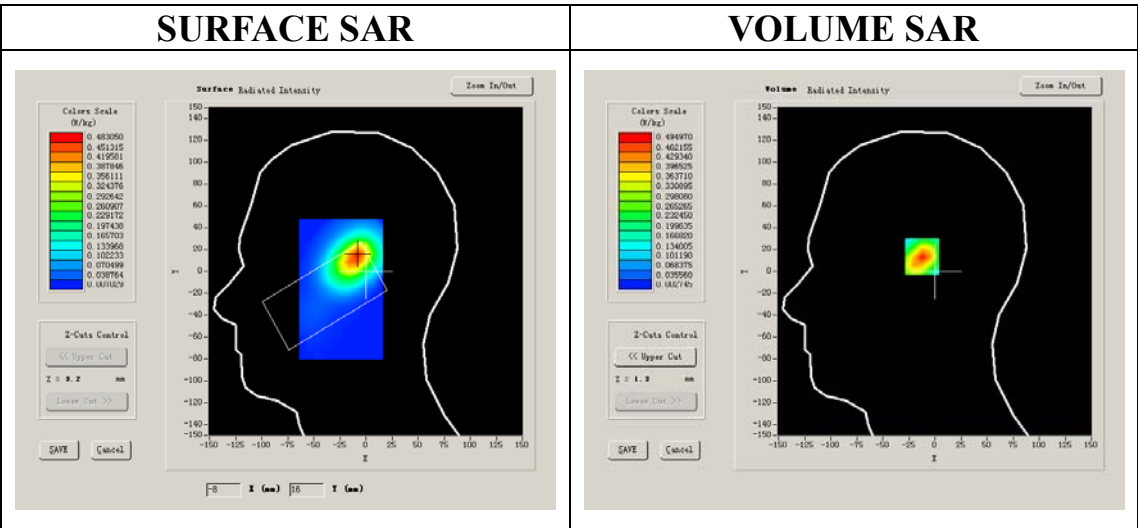 SURFACE SAR
VOLUME SAR
Surface Radiated Intensity
Zoom In/Out
Colors Scale
(W/kg)
0.483050
0.451315
0.419581
0.387846
0.356111
0.324376
0.292642
0.260907
0.229172
0.197438
0.165703
0.133968
0.102233
0.070499
0.038764
0.007029
150
140
120
100
80
60
40
20
0
-20
-40
-60
-80
-100
-120
-140
-150
-150 -125 -100 -75 -50 -25 0 25 50 75 100 125 150
X
Z-Cuts Control
<< Upper Cut
Lower Cut >>
SAVE
Cancel
-8 X (mm) 16 Y (mm)
Volume Radiated Intensity
Zoom In/Out
Colors Scale
(W/kg)
0.494970
0.462155
0.429340
0.396525
0.363710
0.330895
0.298080
0.265265
0.232450
0.199635
0.166820
0.134005
0.101190
0.068375
0.035560
0.002745
150
140
120
100
80
60
40
20
0
-20
-40
-60
-80
-100
-120
-140
-150
-150 -125 -100 -75 -50 -25 0 25 50 75 100 125 150
X
Z-Cuts Control
<< Upper Cut
Lower Cut >>
SAVE
Cancel